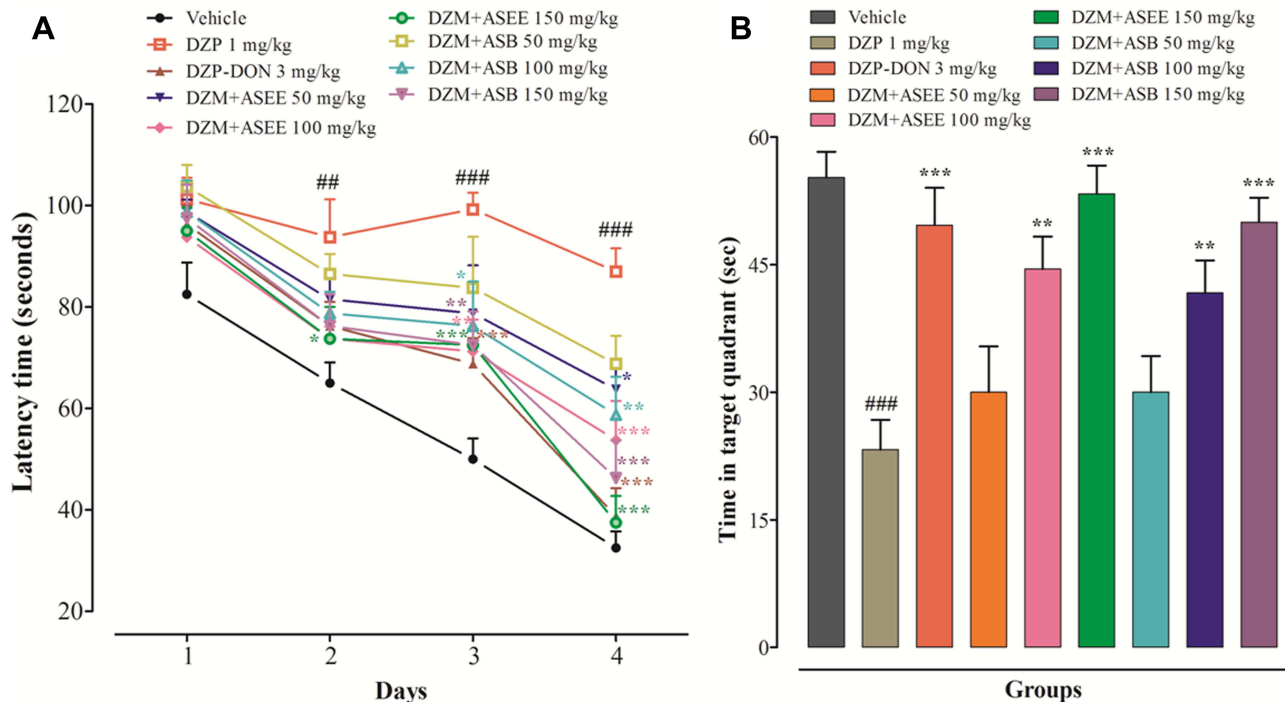 A
Vehicle
DZP 1 mg/kg
DZP-DON 3 mg/kg
DZM+ASEE 50 mg/kg
DZM+ASEE 100 mg/kg
DZM+ASEE 150 mg/kg
DZM+ASB 50 mg/kg
DZM+ASB 100 mg/kg
DZM+ASB 150 mg/kg
Latency time (seconds)
120
100
80
60
40
20
##
###
###
*
*
**
**
***
***
*
**
***
***
***
***
1 2 3 4
Days
B
Vehicle
DZP 1 mg/kg
DZP-DON 3 mg/kg
DZM+ASEE 50 mg/kg
DZM+ASEE 100 mg/kg
DZM+ASEE 150 mg/kg
DZM+ASB 50 mg/kg
DZM+ASB 100 mg/kg
DZM+ASB 150 mg/kg
Time in target quadrant (sec)
60
45
30
15
0
###
***
**
***
**
***
Groups